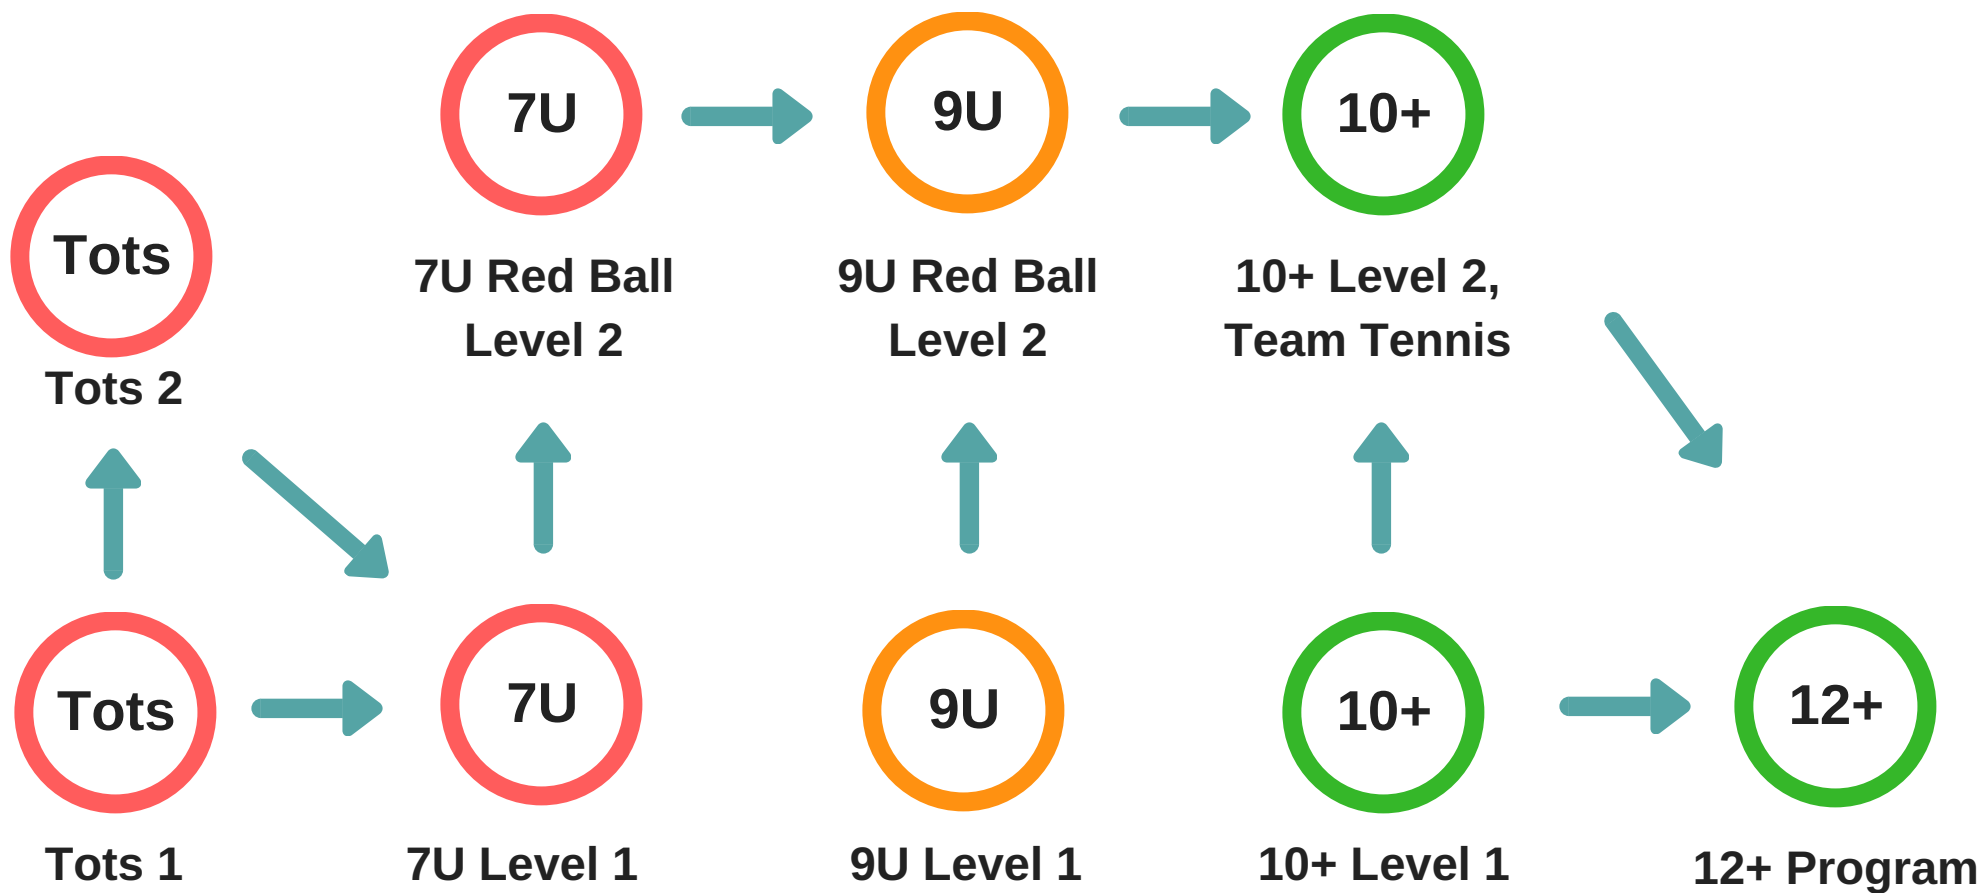 7U
9U
10+
Tots
7U Red Ball
Level 2
9U Red Ball
Level 2
10+ Level 2,
Team Tennis
Tots 2
Tots
7U
9U
10+
12+
Tots 1
7U Level 1
9U Level 1
10+ Level 1
12+ Program